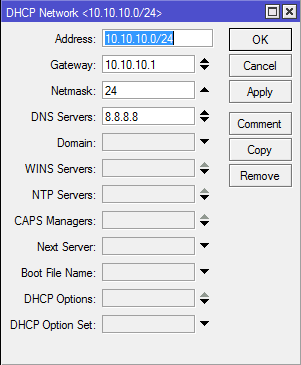 DHCP Network <10.10.10.0/24>
Address: 10.10.10.0/24 OK
Gateway: 10.10.10.1 Cancel
Netmask: 24 Apply
DNS Servers: 8.8.8.8 Comment
Domain: Copy
WINS Servers: Remove
NTP Servers:
CAPS Managers:
Next Server:
Boot File Name:
DHCP Options:
DHCP Option Set: